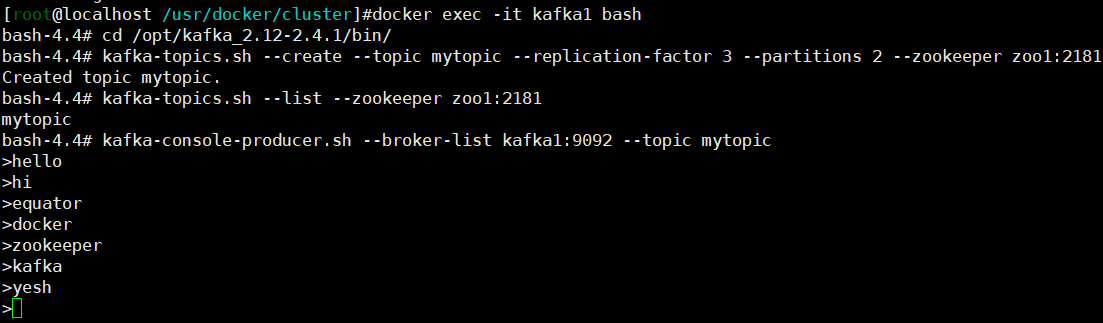 [root@localhost /usr/docker/cluster]#docker exec -it kafka1 bash
bash-4.4# cd /opt/kafka_2.12-2.4.1/bin/
bash-4.4# kafka-topics.sh --create --topic mytopic --replication-factor 3 --partitions 2 --zookeeper zoo1:2181
Created topic mytopic.
bash-4.4# kafka-topics.sh --list --zookeeper zoo1:2181
mytopic
bash-4.4# kafka-console-producer.sh --broker-list kafka1:9092 --topic mytopic
>hello
>hi
>equator
>docker
>zookeeper
>kafka
>yesh
>